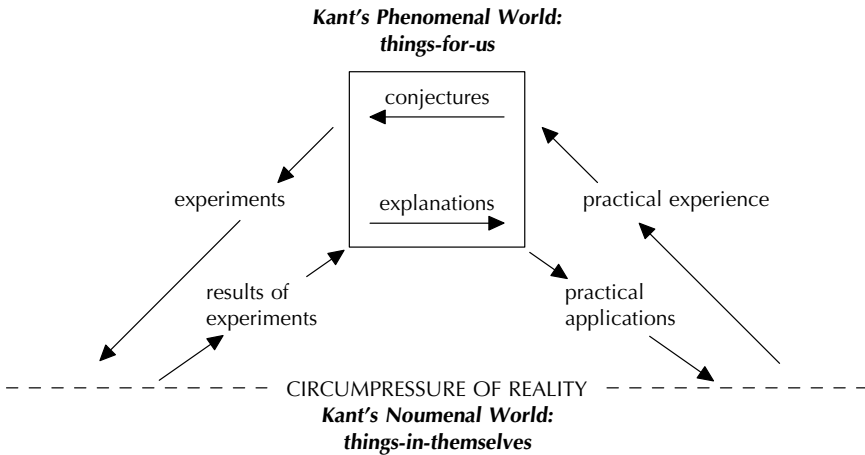 Kant's Phenomenal World:
things-for-us
conjectures
explanations
experiments
practical experience
results of
experiments
practical
applications
CIRCUMPRESSURE OF REALITY
Kant's Noumenal World:
things-in-themselves